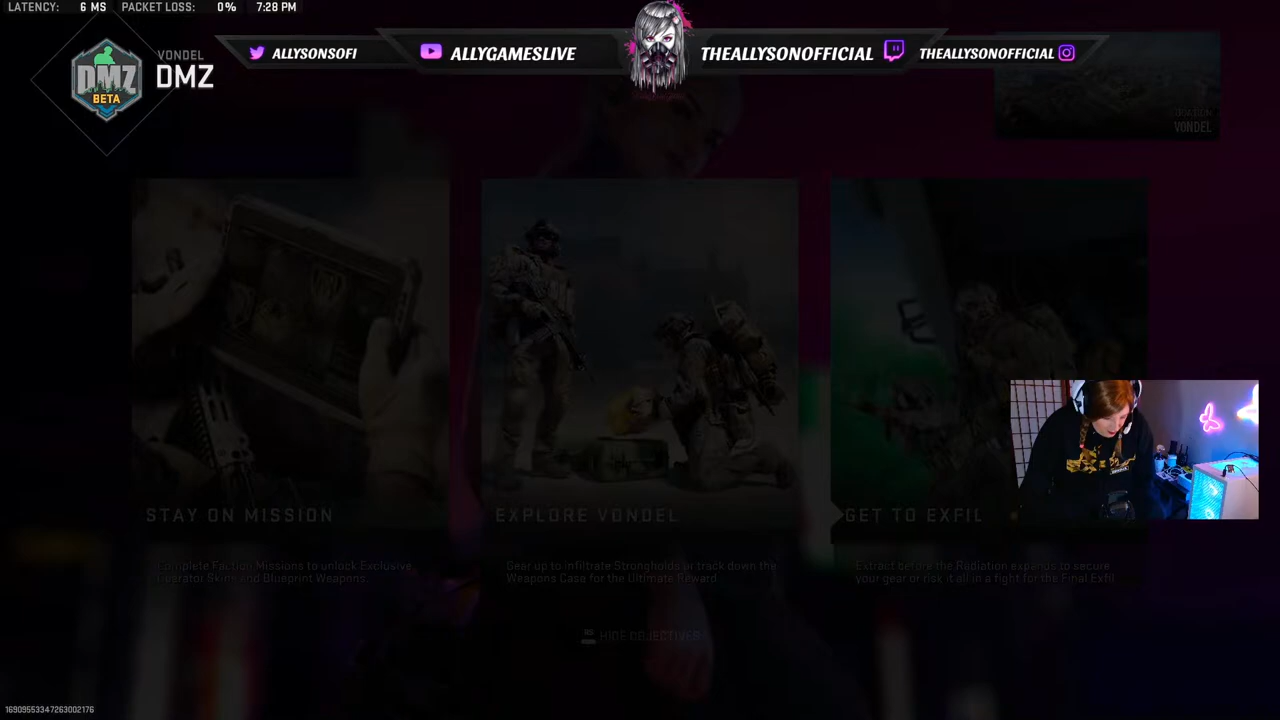 LATENCY: 6 MS PACKET LOSS: 0% 7:28 PM
ALLYSONSOFI
ALLYGAMESLIVE
THEALLYSONOFFICIAL
THEALLYSONOFFICIAL
VONDEL
DMZ
DMZ
BETA
VONDEL
STAY ON MISSION
Complete Faction Missions to unlock Exclusive
Operator Skins and Blueprint Weapons.
EXPLORE VONDEL
Gear up to infiltrate Strongholds or track down the
Weapons Case for the Ultimate Reward
GET TO EXFIL
Extract before the Radiation expands to secure
your gear or risk it all in a fight for the Final Exfil
HIDE OBJECTIVES
16909553347263002176